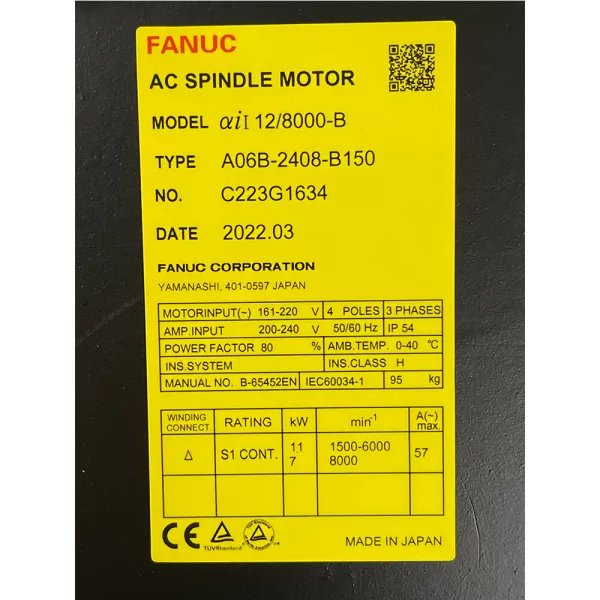 FANUC
AC SPINDLE MOTOR
MODEL αiI 12/8000-B
TYPE A06B-2408-B150
NO. C223G1634
DATE 2022.03
FANUC CORPORATION
YAMANASHI, 401-0597 JAPAN
MOTORINPUT(~) 161-220 V 4 POLES 3 PHASES
AMP.INPUT 200-240 V 50/60 Hz IP 54
POWER FACTOR 80 % AMB.TEMP. 0-40 ℃
INS.SYSTEM INS.CLASS H
MANUAL NO. B-65452EN IEC60034-1 95 kg
WINDING CONNECT. RATING kW min⁻¹ A(~) max.
Δ S1 CONT. 11 1500-6000 57
7 8000
CE TÜVRheinland
MADE IN JAPAN